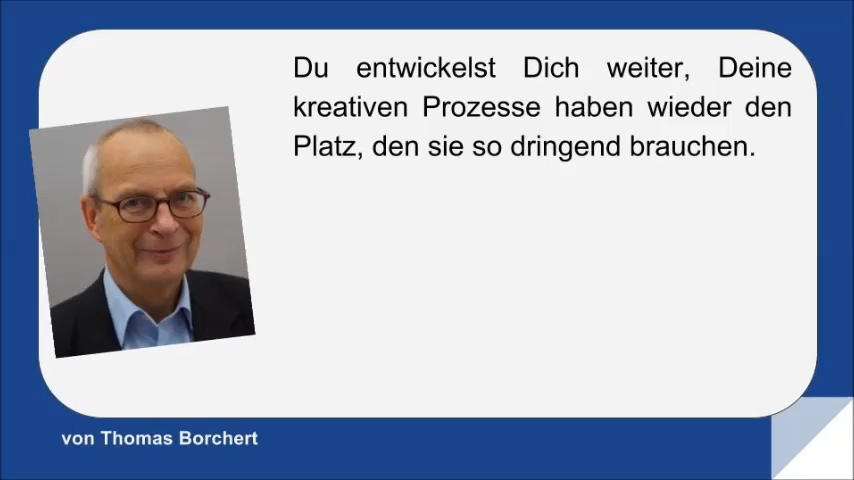 Du entwickelst Dich weiter, Deine
kreativen Prozesse haben wieder den
Platz, den sie so dringend brauchen.
von Thomas Borchert